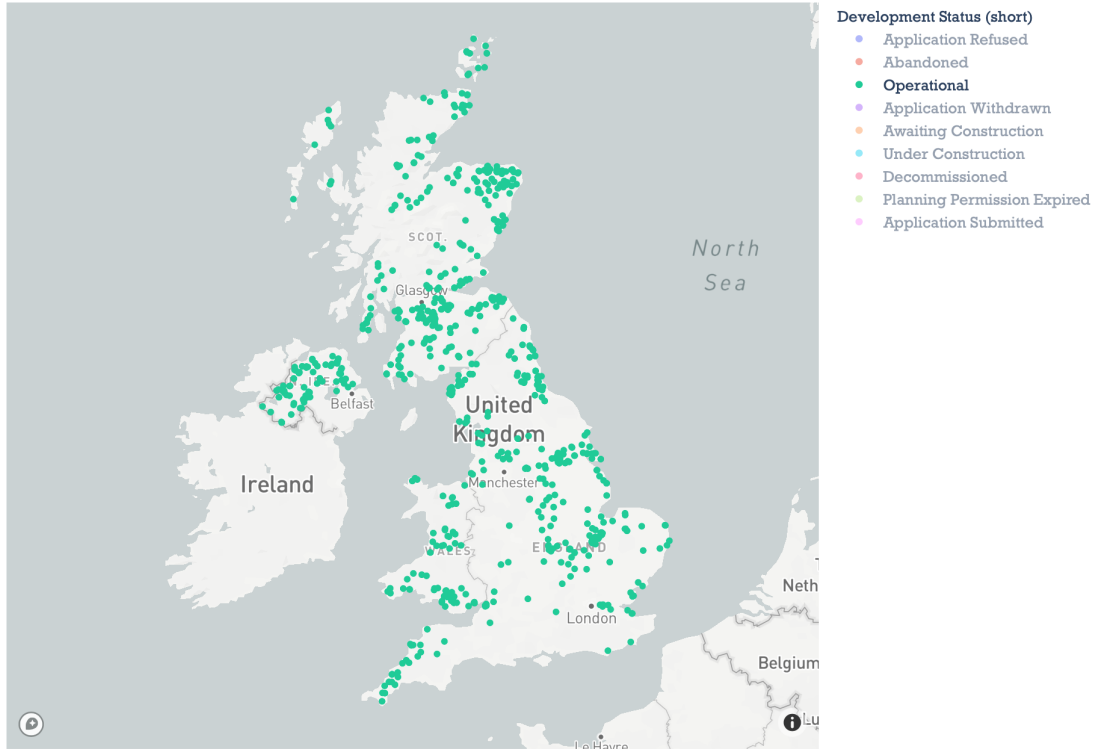 Development Status (short)
Application Refused
Abandoned
Operational
Application Withdrawn
Awaiting Construction
Under Construction
Decommissioned
Planning Permission Expired
Application Submitted
SCOT.
North
Sea
Glasgow
Belfast
United
Kingdom
Ireland
Manchester
WALES
ENGLAND
Neth
London
Belgium
Lu
Le Havre